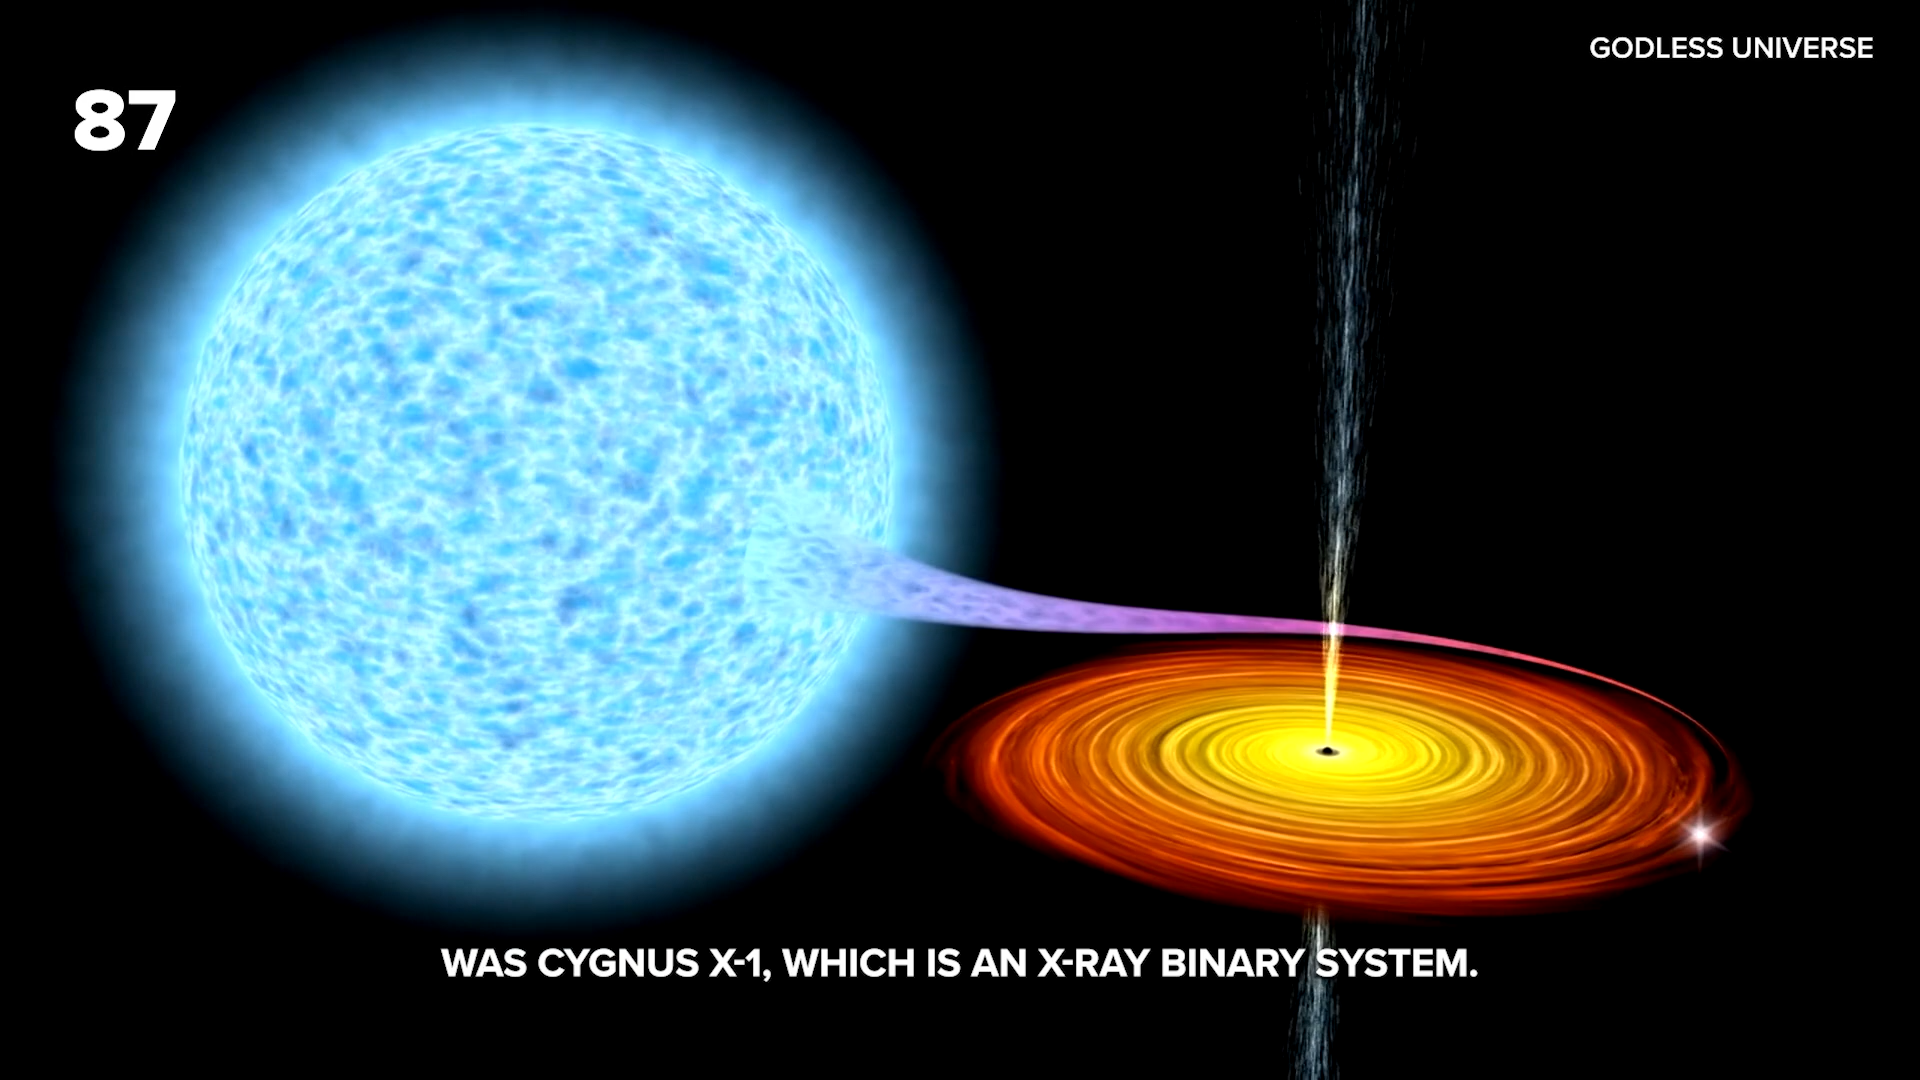 GODLESS UNIVERSE
87
WAS CYGNUS X-1, WHICH IS AN X-RAY BINARY SYSTEM.